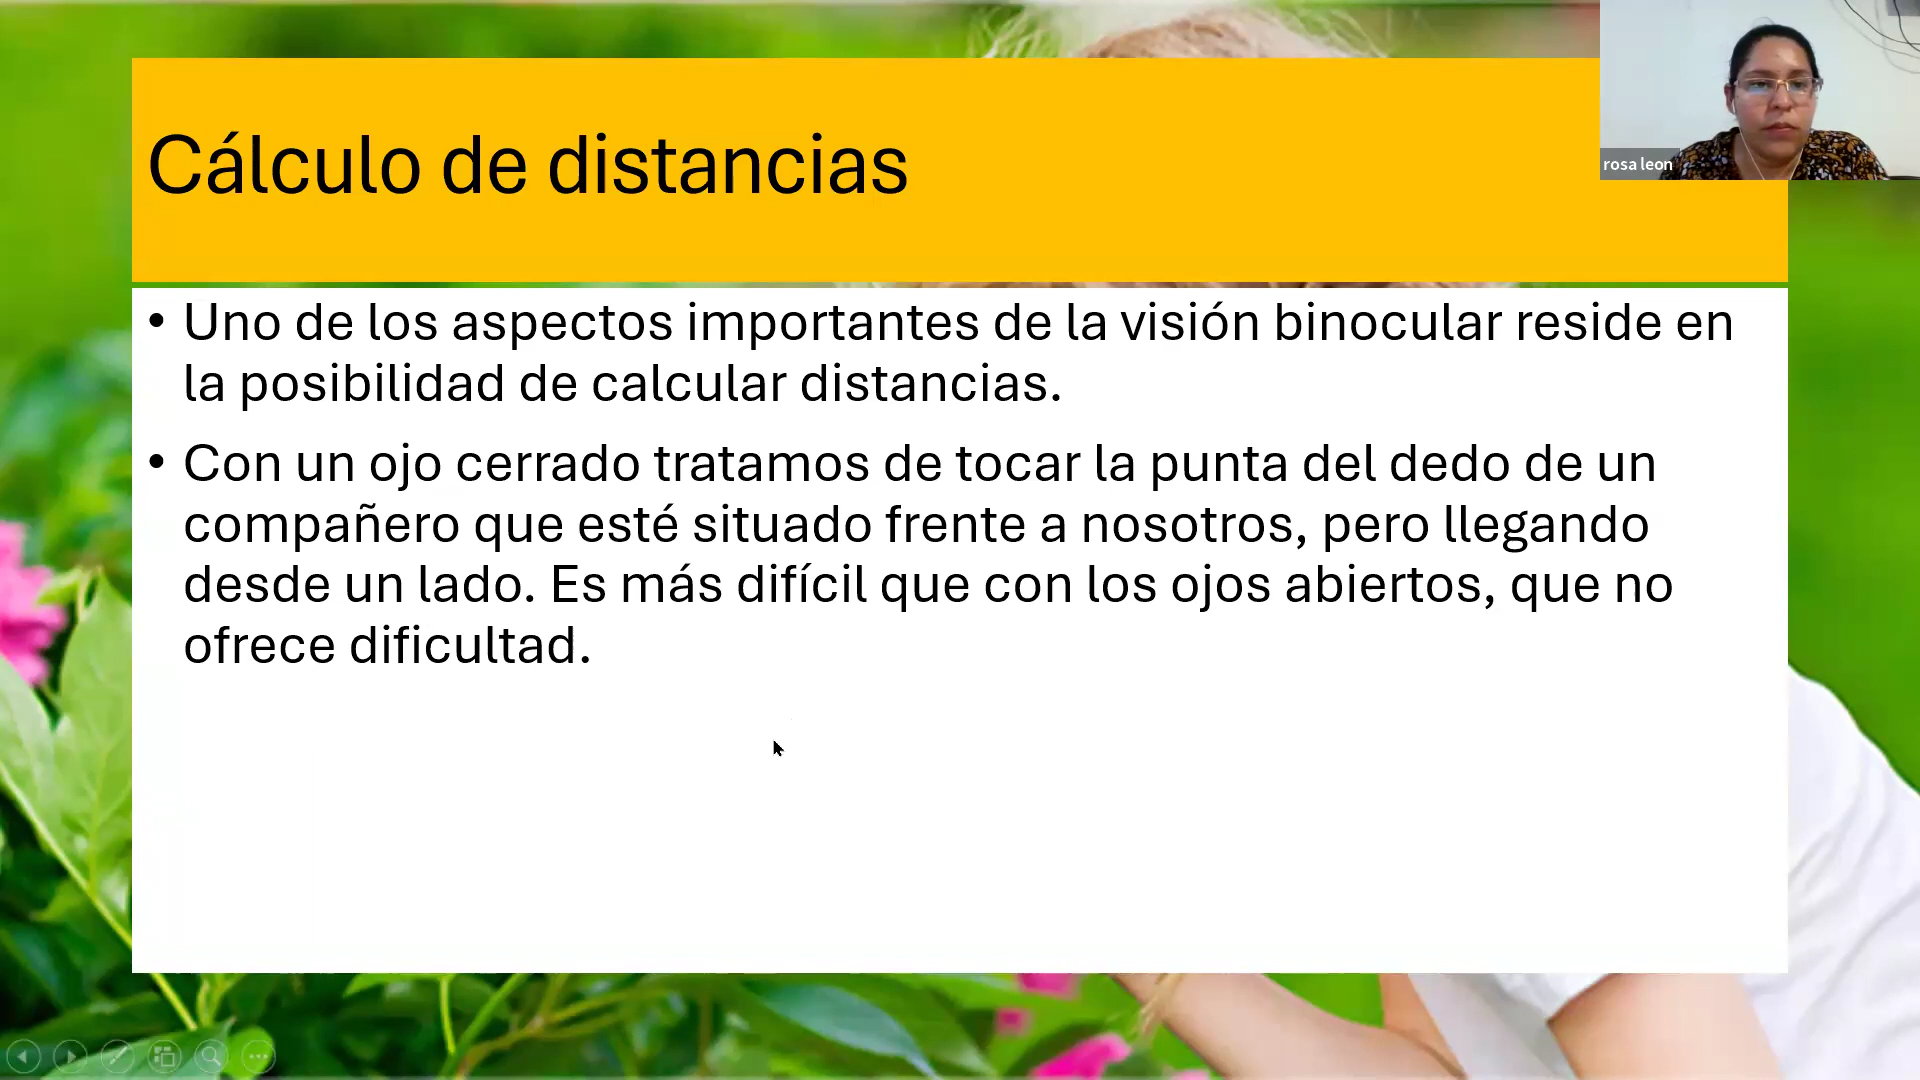 Cálculo de distancias
rosa leon
• Uno de los aspectos importantes de la visión binocular reside en
la posibilidad de calcular distancias.
• Con un ojo cerrado tratamos de tocar la punta del dedo de un
compañero que esté situado frente a nosotros, pero llegando
desde un lado. Es más difícil que con los ojos abiertos, que no
ofrece dificultad.